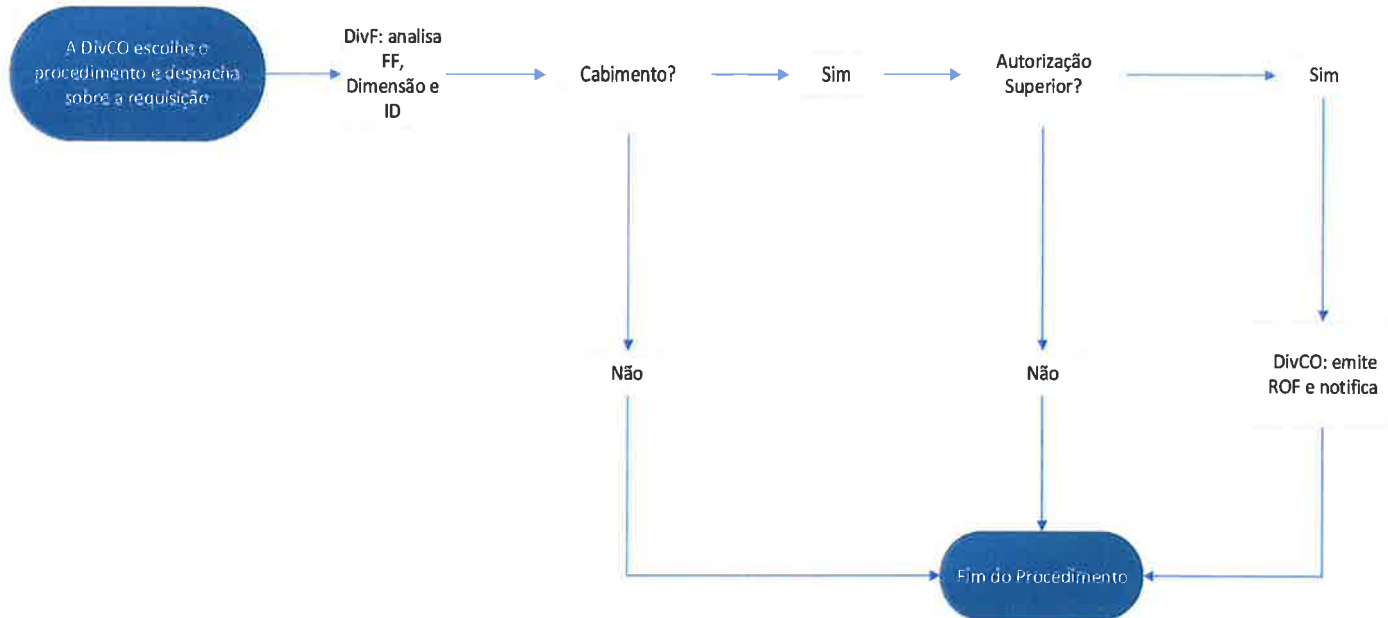 A DivCO escolhe o
procedimento e despacha
sobre a requisição
DivF: analisa
FF,
Dimensão e
ID
Cabimento?
Sim
Autorização
Superior?
Sim
Não
Não
DivCO: emite
ROF e notifica
Fim do Procedimento